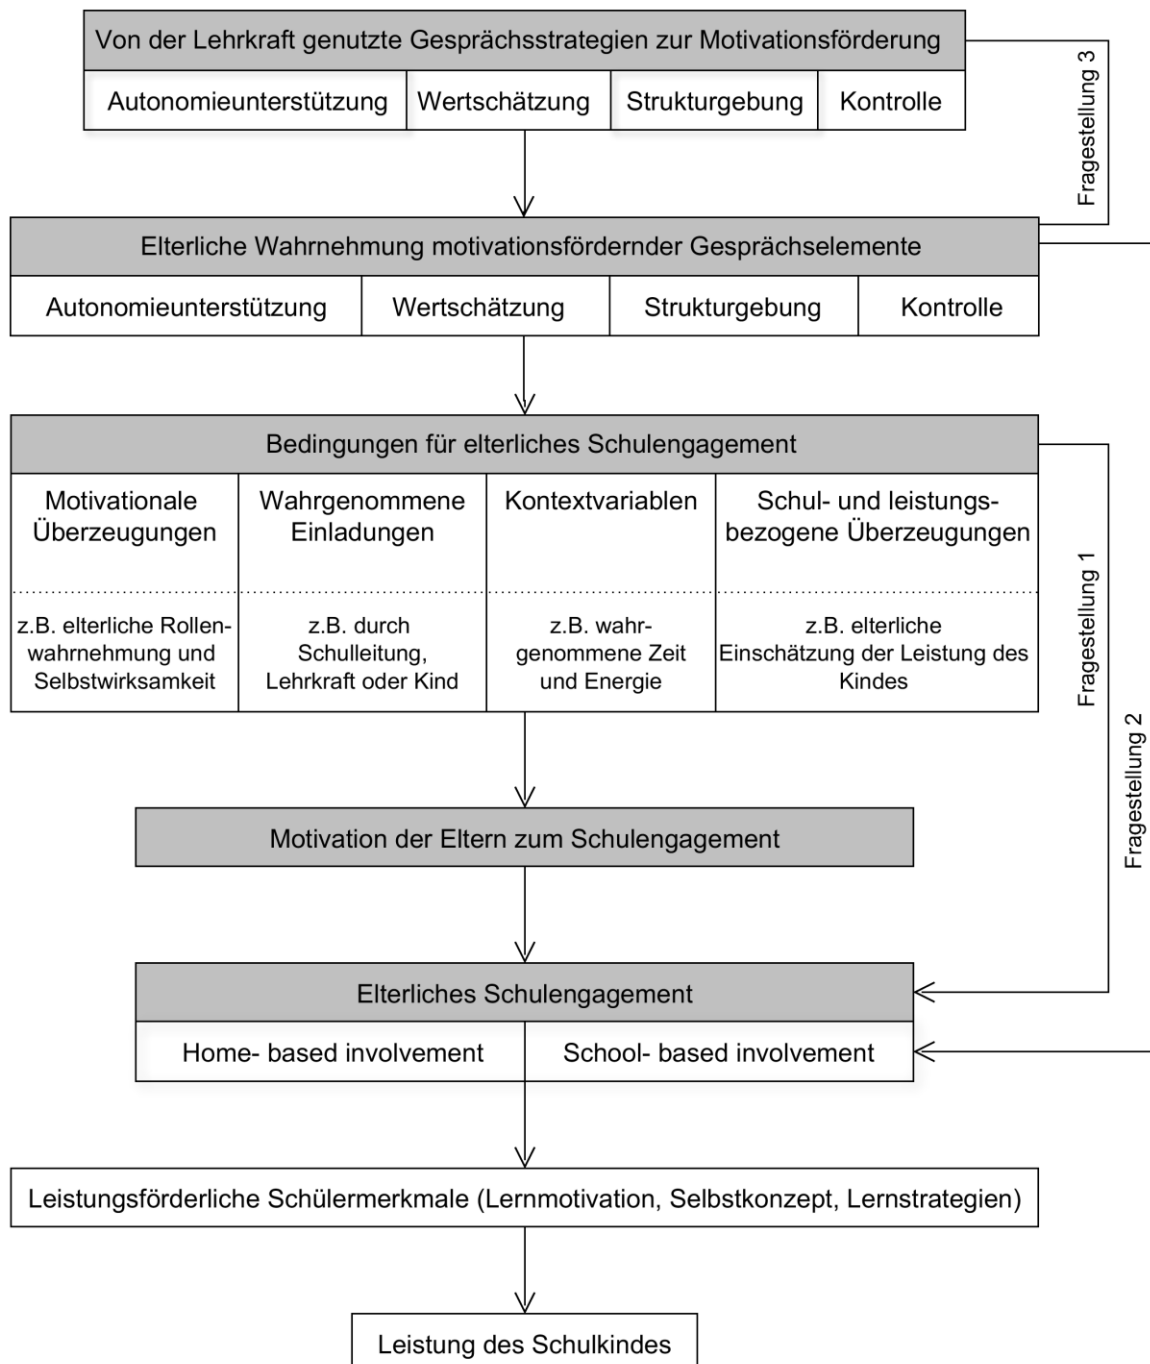 Von der Lehrkraft genutzte Gesprächsstrategien zur Motivationsförderung
Autonomieunterstützung
Wertschätzung
Strukturgebung
Kontrolle
Fragestellung 3
Elterliche Wahrnehmung motivationsfördernder Gesprächselemente
Autonomieunterstützung
Wertschätzung
Strukturgebung
Kontrolle
Bedingungen für elterliches Schulengagement
Motivationale
Überzeugungen
Wahrgenommene
Einladungen
Kontextvariablen
Schul- und leistungs-
bezogene Überzeugungen
z.B. elterliche Rollen-
wahrnehmung und
Selbstwirksamkeit
z.B. durch
Schulleitung,
Lehrkraft oder Kind
z.B. wahr-
genommene Zeit
und Energie
z.B. elterliche
Einschätzung der Leistung des
Kindes
Fragestellung 1
Fragestellung 2
Motivation der Eltern zum Schulengagement
Elterliches Schulengagement
Home- based involvement
School- based involvement
Leistungsförderliche Schülermerkmale (Lernmotivation, Selbstkonzept, Lernstrategien)
Leistung des Schulkindes